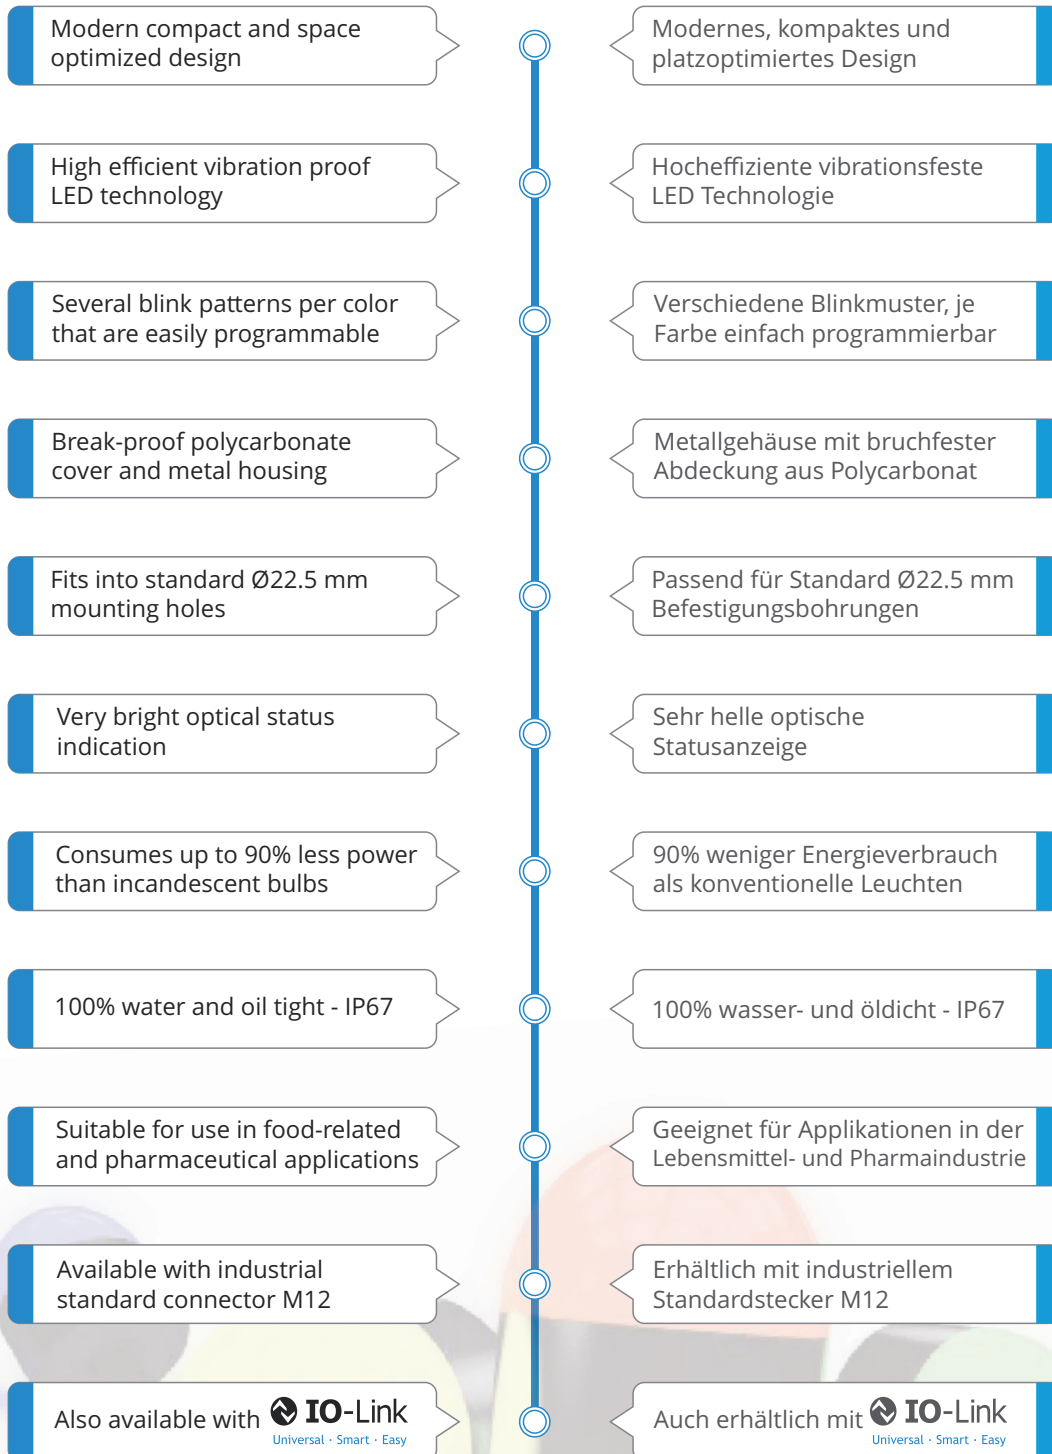 Modern compact and space
optimized design
Modernes, kompaktes und
platzoptimiertes Design
High efficient vibration proof
LED technology
Hocheffiziente vibrationsfeste
LED Technologie
Several blink patterns per color
that are easily programmable
Verschiedene Blinkmuster, je
Farbe einfach programmierbar
Break-proof polycarbonate
cover and metal housing
Metallgehäuse mit bruchfester
Abdeckung aus Polycarbonat
Fits into standard Ø22.5 mm
mounting holes
Passend für Standard Ø22.5 mm
Befestigungsbohrungen
Very bright optical status
indication
Sehr helle optische
Statusanzeige
Consumes up to 90% less power
than incandescent bulbs
90% weniger Energieverbrauch
als konventionelle Leuchten
100% water and oil tight - IP67
100% wasser- und öldicht - IP67
Suitable for use in food-related
and pharmaceutical applications
Geeignet für Applikationen in der
Lebensmittel- und Pharmaindustrie
Available with industrial
standard connector M12
Erhältlich mit industriellem
Standardstecker M12
Also available with IO-Link
Universal · Smart · Easy
Auch erhältlich mit IO-Link
Universal · Smart · Easy